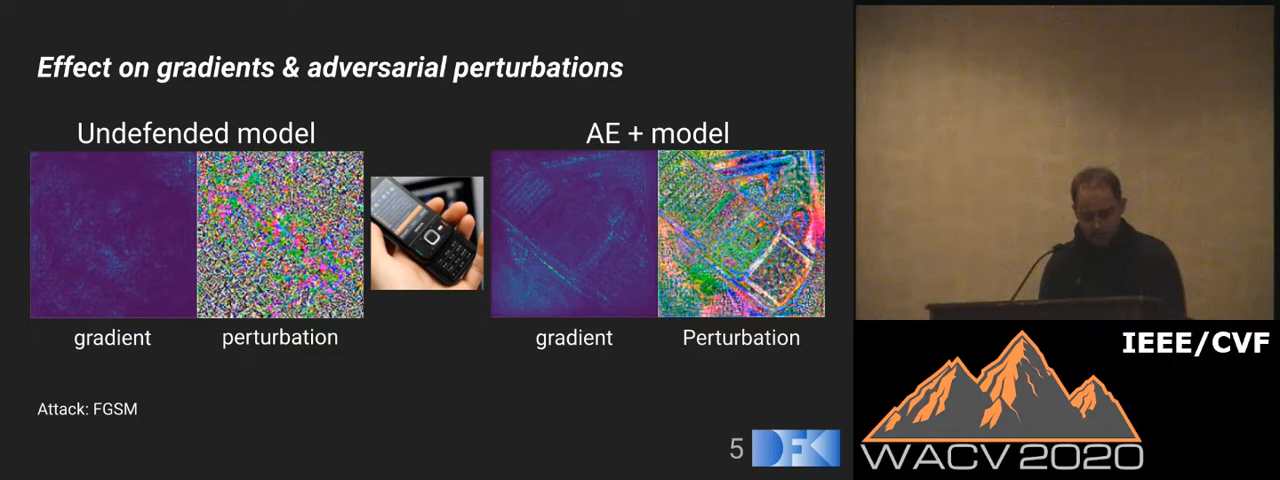 Effect on gradients & adversarial perturbations
Undefended model
AE + model
gradient
perturbation
gradient
Perturbation
Attack: FGSM
5
DFK
IEEE/CVF
WACV 2020